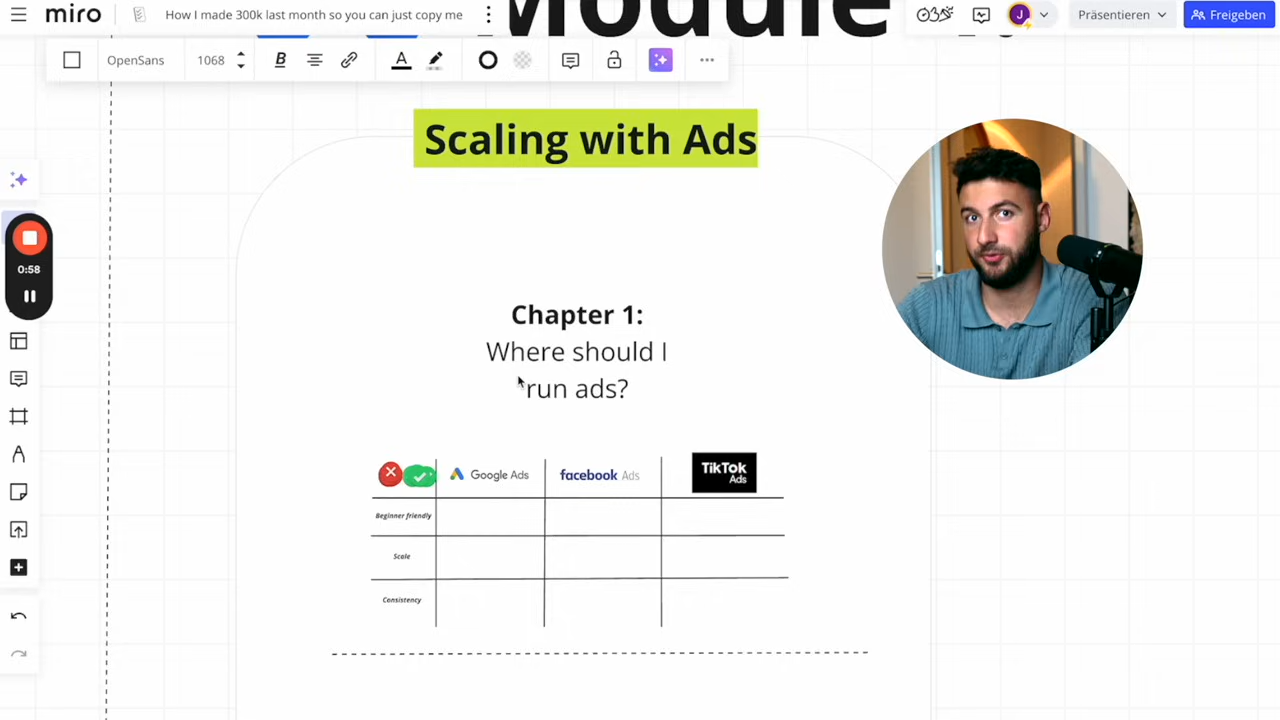 Module
miro
How I made 300k last month so you can just copy me
J
Präsentieren
Freigeben
OpenSans
1068
B
A
Scaling with Ads
0:58
Chapter 1:
Where should I
run ads?
Google Ads
facebook Ads
TikTok
Ads
Beginner friendly
Scale
Consistency